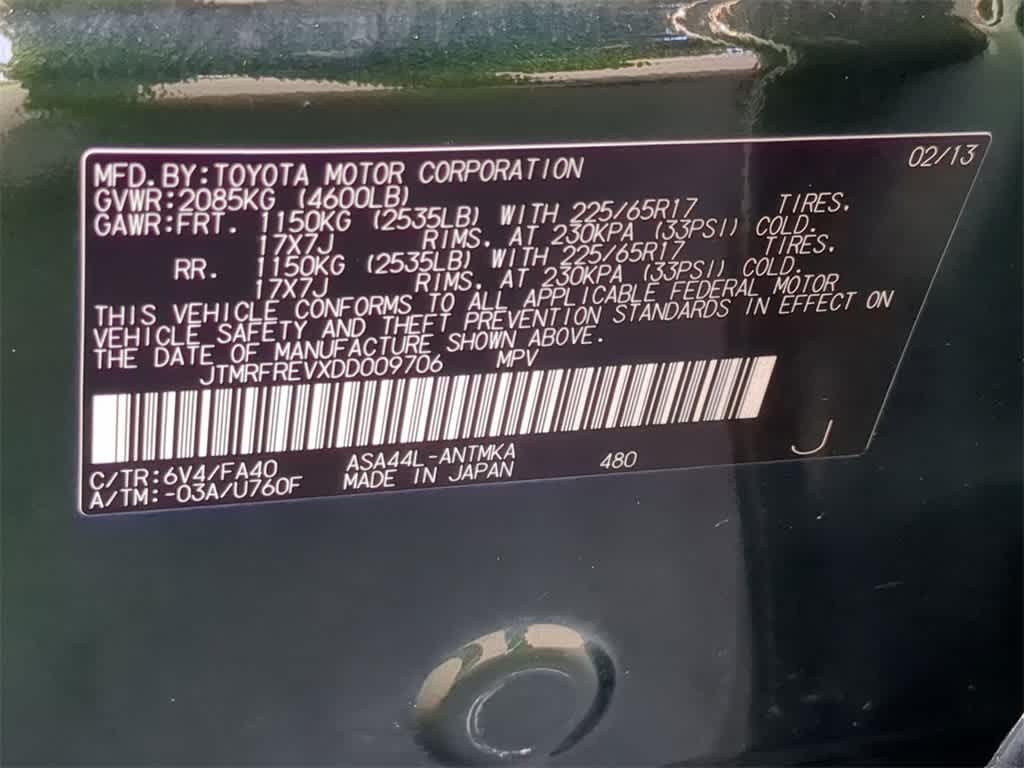 02/13
MFD.BY:TOYOTA MOTOR CORPORATION
GVWR:2085KG (4600LB)
GAWR:FRT. 1150KG (2535LB) WITH 225/65R17 TIRES,
17X7J RIMS, AT 230KPA (33PSI) COLD.
RR. 1150KG (2535LB) WITH 225/65R17 TIRES,
17X7J RIMS, AT 230KPA (33PSI) COLD.
THIS VEHICLE CONFORMS TO ALL APPLICABLE FEDERAL MOTOR
VEHICLE SAFETY AND THEFT PREVENTION STANDARDS IN EFFECT ON
THE DATE OF MANUFACTURE SHOWN ABOVE.
JTMRFREVXDD009706 MPV
C/TR:6V4/FA40 ASA44L-ANTMKA 480 J
A/TM:-03A/U760F MADE IN JAPAN